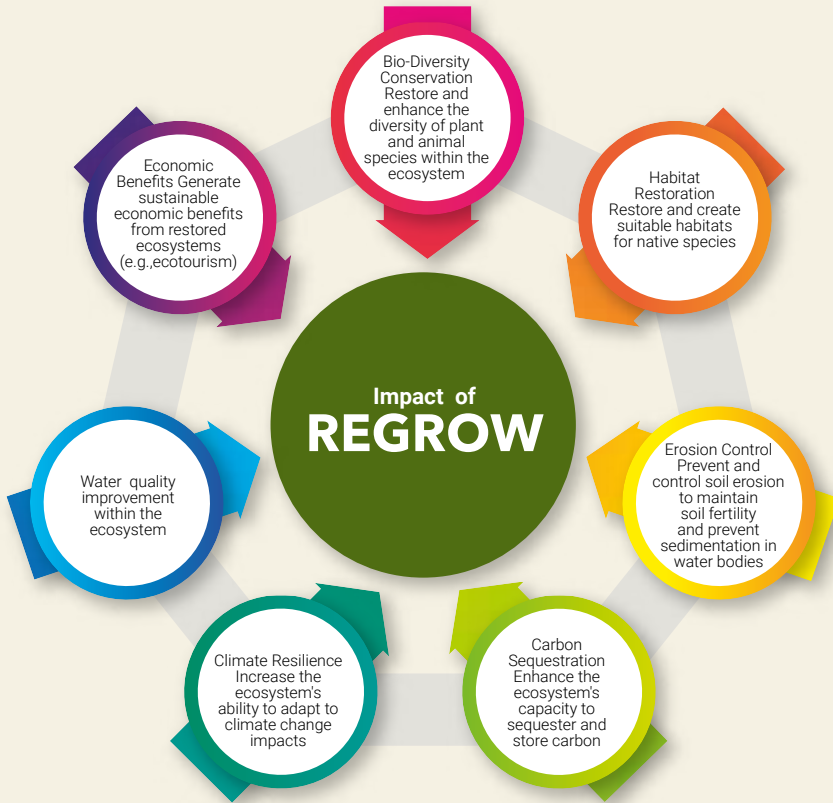 Bio-Diversity
Conservation
Restore and
enhance the
diversity of plant
and animal
species within the
ecosystem
Habitat
Restoration
Restore and create
suitable habitats
for native species
Erosion Control
Prevent and
control soil erosion
to maintain
soil fertility
and prevent
sedimentation in
water bodies
Carbon
Sequestration
Enhance the
ecosystem's
capacity to
sequester and
store carbon
Climate Resilience
Increase the
ecosystem's
ability to adapt to
climate change
impacts
Water quality
improvement
within the
ecosystem
Economic
Benefits Generate
sustainable
economic benefits
from restored
ecosystems
(e.g.,ecotourism)
Impact of
REGROW